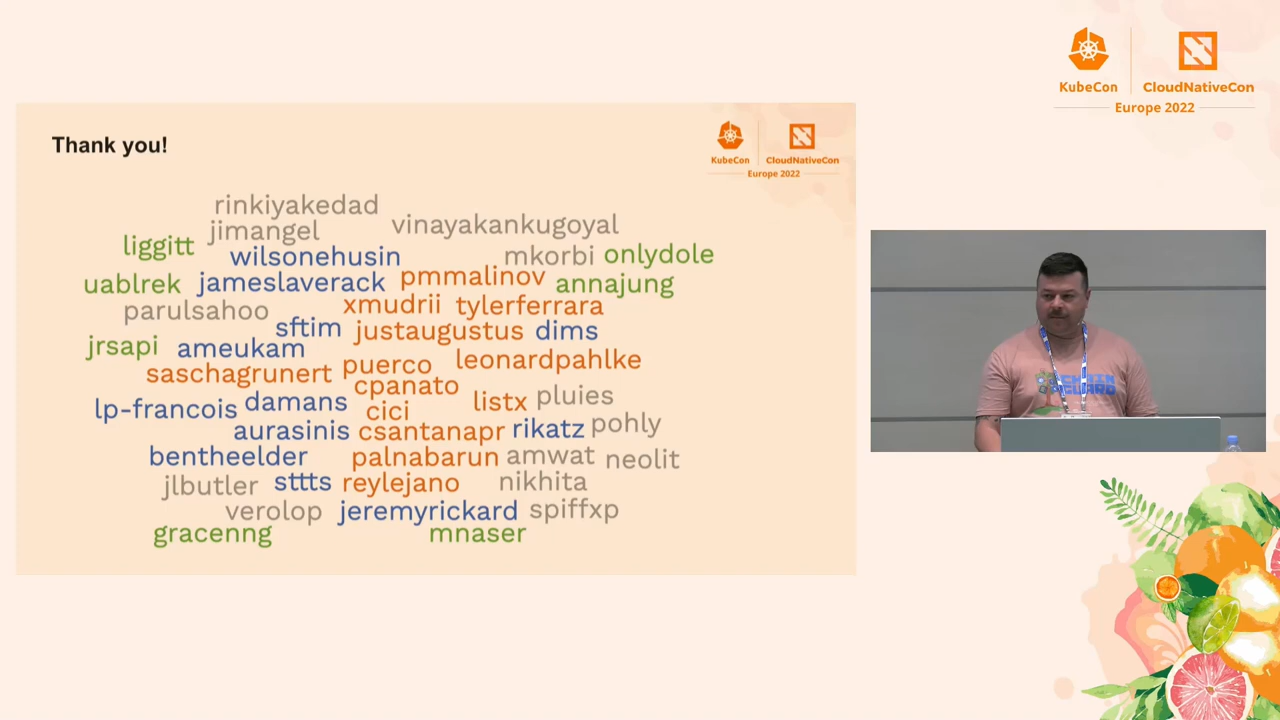 KubeCon
CloudNativeCon
Europe 2022
Thank you!
KubeCon
CloudNativeCon
Europe 2022
rinkiyakedad
jimangel vinayakankugoyal
liggitt wilsonehusin mkorbi onlydole
uablrek jameslaverack pmmalinov annajung
parulsahoo xmudrii tylerferrara
sftim justaugustus dims
jrsapi ameukam puerco leonardpahlke
saschagrunert cpanato
lp-francois damans cici listx pluies
aurasinis csantanapr rikatz pohly
bentheelder palnabarun amwat neolit
jlbutler sttts reylejano nikhita
verolop jeremyrickard spiffxp
gracenng mnaser
CHAIN
GUARD